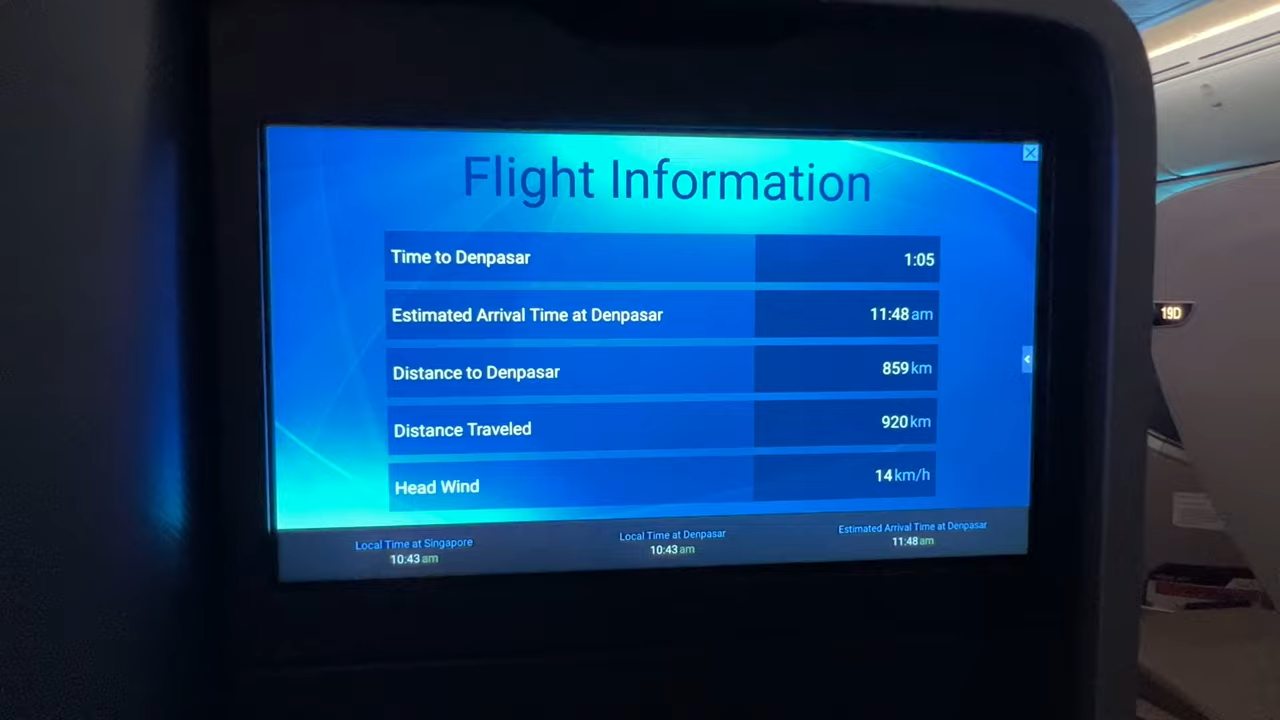 Flight Information
Time to Denpasar 1:05
Estimated Arrival Time at Denpasar 11:48 am
Distance to Denpasar 859 km
Distance Traveled 920 km
Head Wind 14 km/h
Local Time at Singapore Local Time at Denpasar Estimated Arrival Time at Denpasar
10:43 am 10:43 am 11:48 am
19D